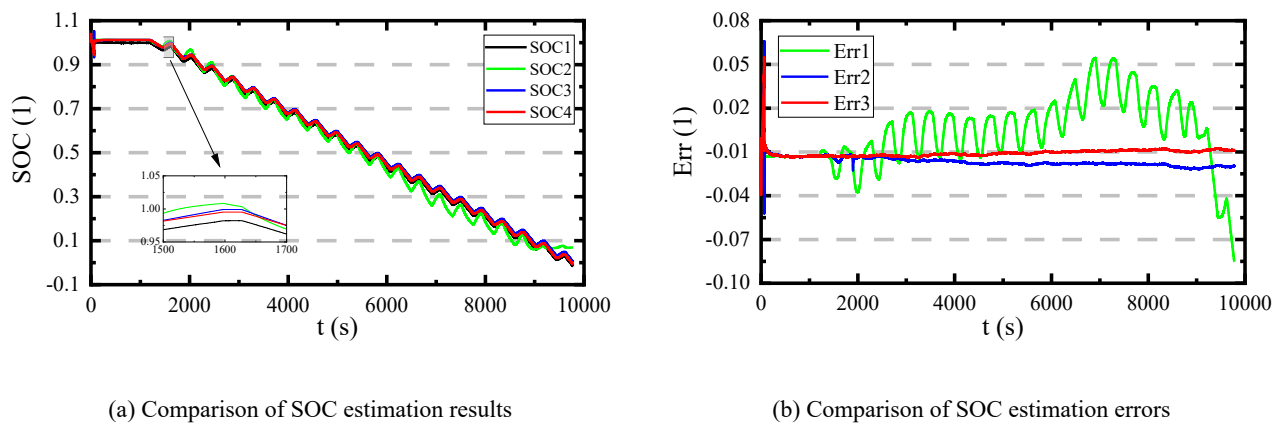 SOC (1)
1.1
0.9
0.7
0.5
0.3
0.1
-0.1
SOC1
SOC2
SOC3
SOC4
1.05
1.00
0.95
1500
1600
1700
0 2000 4000 6000 8000 10000
t (s)
(a) Comparison of SOC estimation results
Err (1)
0.08
0.05
0.02
-0.01
-0.04
-0.07
-0.10
Err1
Err2
Err3
0 2000 4000 6000 8000 10000
t (s)
(b) Comparison of SOC estimation errors